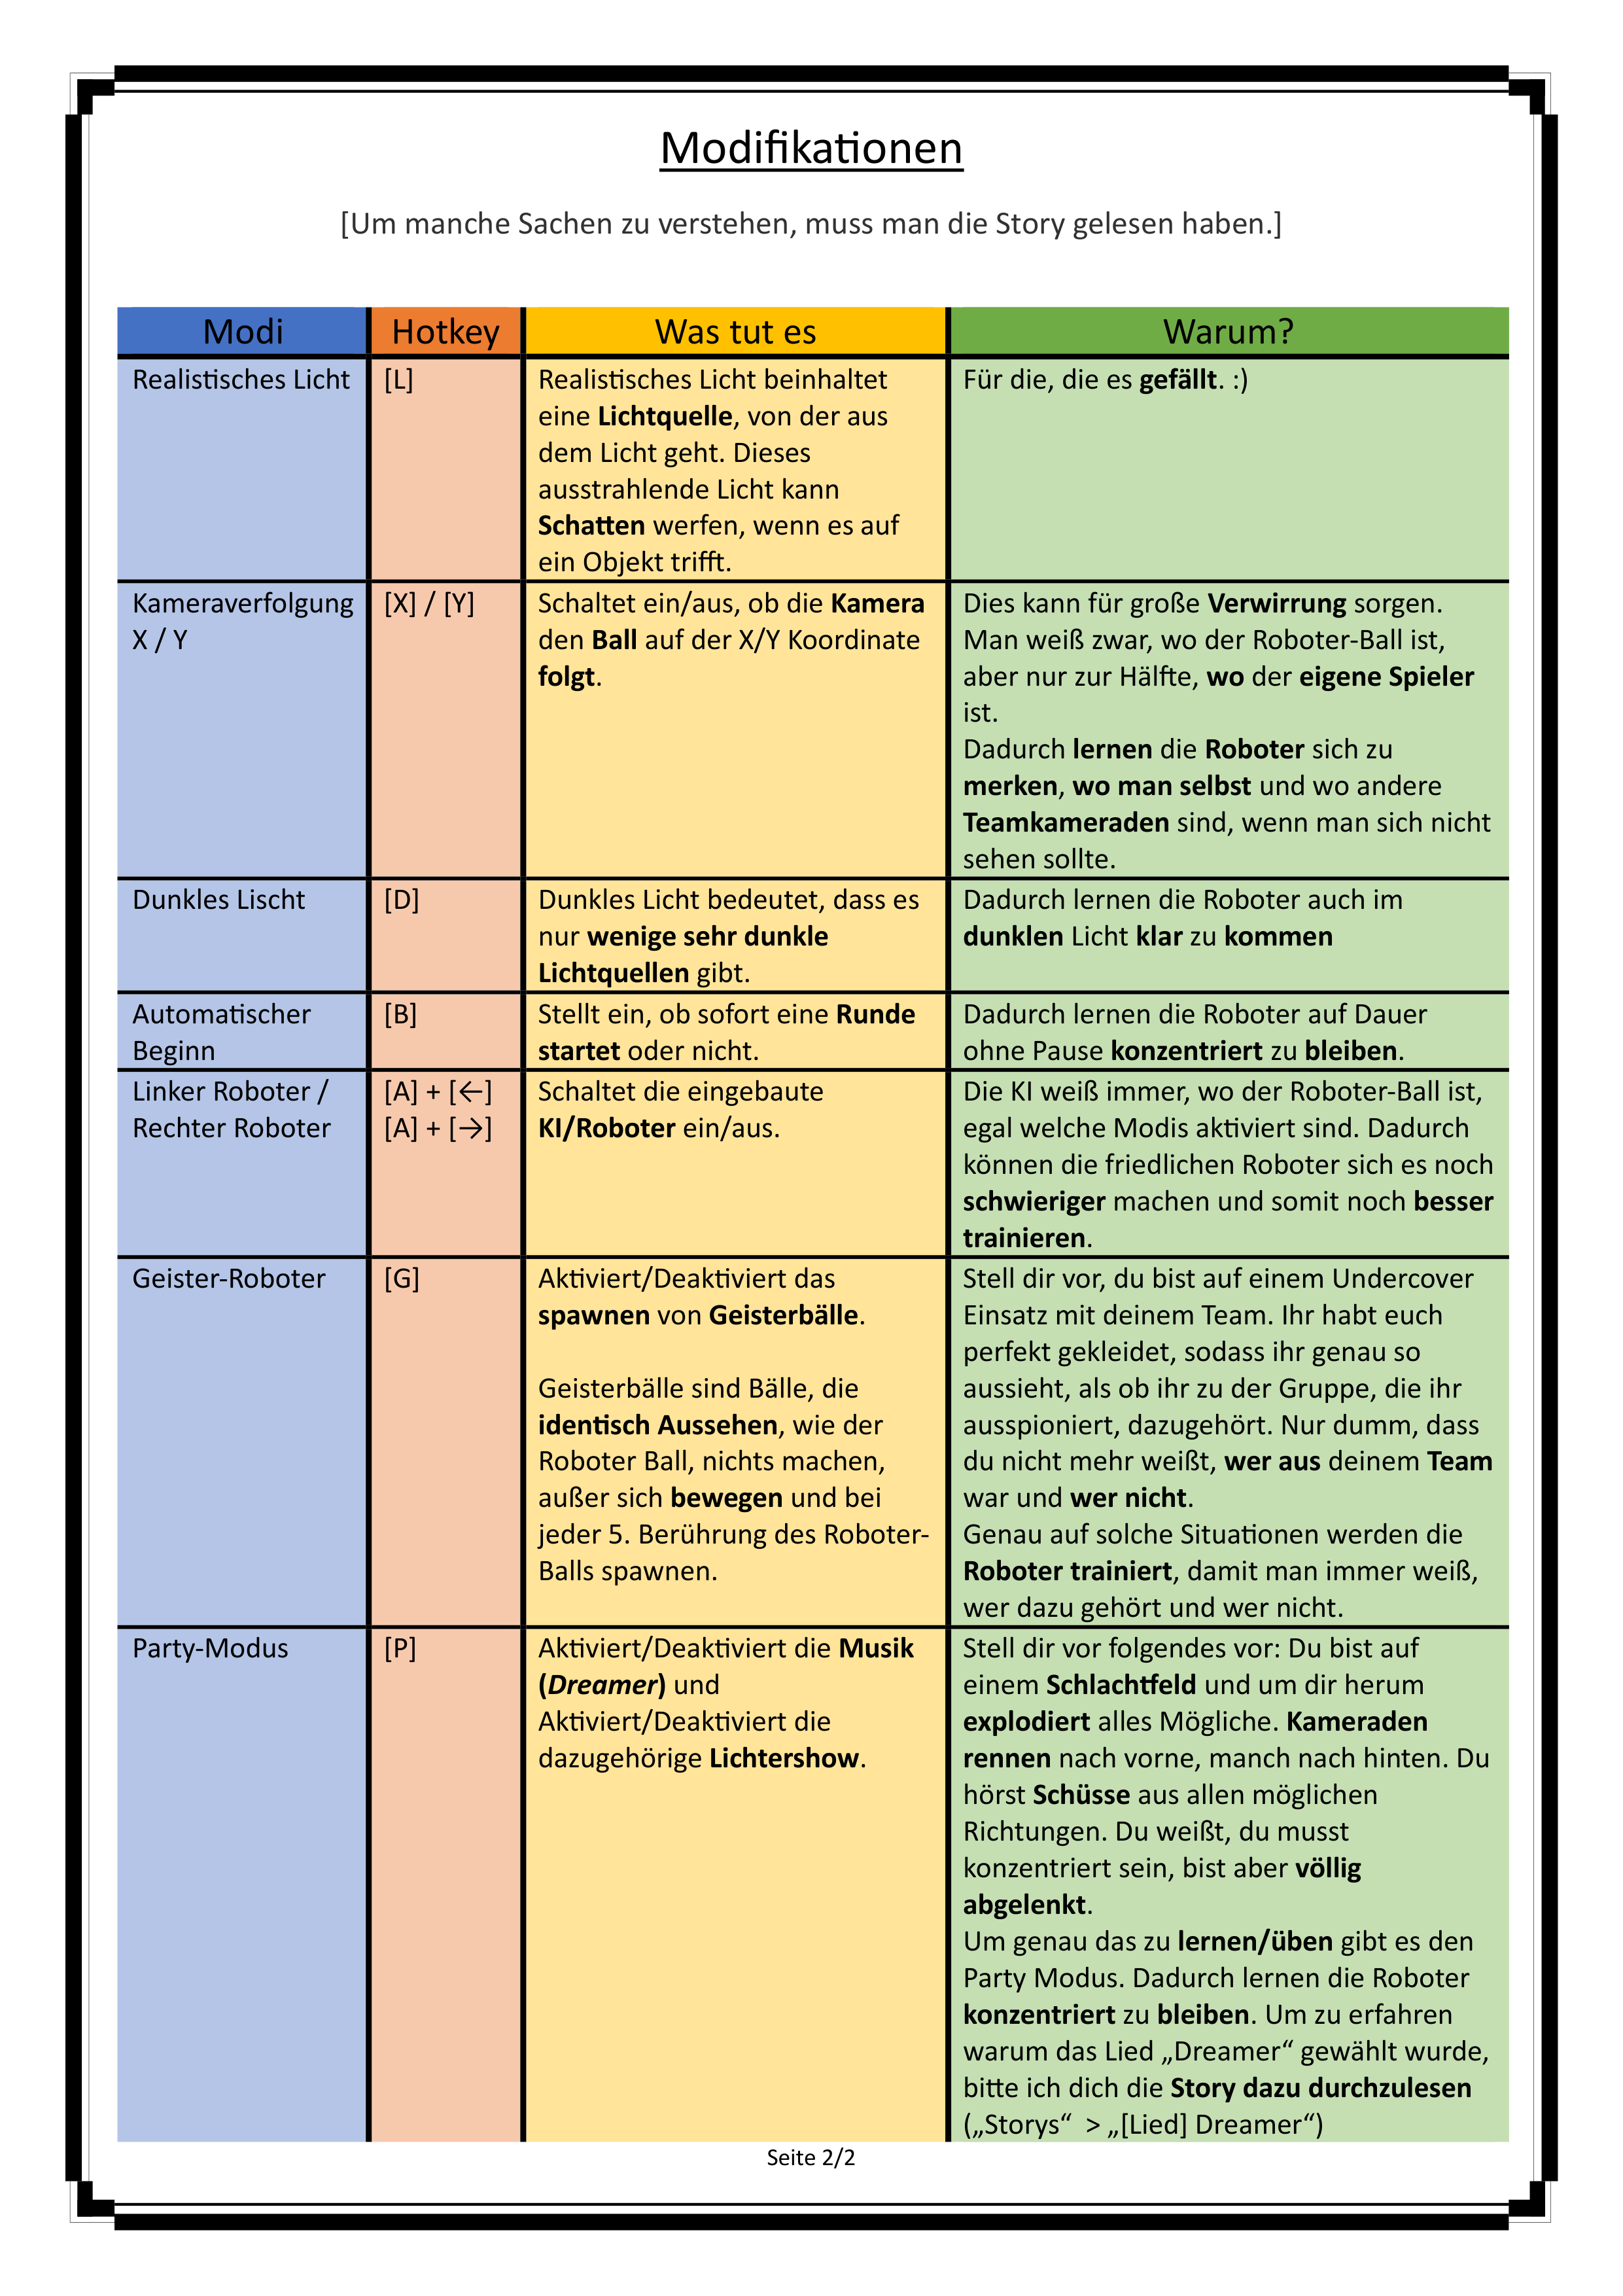 Modifikationen
[Um manche Sachen zu verstehen, muss man die Story gelesen haben.]
Modi
Hotkey
Was tut es
Warum?
Realistisches Licht
[L]
Realistisches Licht beinhaltet
eine Lichtquelle, von der aus
dem Licht geht. Dieses
ausstrahlende Licht kann
Schatten werfen, wenn es auf
ein Objekt trifft.
Für die, die es gefällt. :)
Kameraverfolgung
X / Y
[X] / [Y]
Schaltet ein/aus, ob die Kamera
den Ball auf der X/Y Koordinate
folgt.
Dies kann für große Verwirrung sorgen.
Man weiß zwar, wo der Roboter-Ball ist,
aber nur zur Hälfte, wo der eigene Spieler
ist.
Dadurch lernen die Roboter sich zu
merken, wo man selbst und wo andere
Teamkameraden sind, wenn man sich nicht
sehen sollte.
Dunkles Lischt
[D]
Dunkles Licht bedeutet, dass es
nur wenige sehr dunkle
Lichtquellen gibt.
Dadurch lernen die Roboter auch im
dunklen Licht klar zu kommen
Automatischer
Beginn
[B]
Stellt ein, ob sofort eine Runde
startet oder nicht.
Dadurch lernen die Roboter auf Dauer
ohne Pause konzentriert zu bleiben.
Linker Roboter /
Rechter Roboter
[A] + [←]
[A] + [→]
Schaltet die eingebaute
KI/Roboter ein/aus.
Die KI weiß immer, wo der Roboter-Ball ist,
egal welche Modis aktiviert sind. Dadurch
können die friedlichen Roboter sich es noch
schwieriger machen und somit noch besser
trainieren.
Geister-Roboter
[G]
Aktiviert/Deaktiviert das
spawnen von Geisterbälle.
Geisterbälle sind Bälle, die
identisch Aussehen, wie der
Roboter Ball, nichts machen,
außer sich bewegen und bei
jeder 5. Berührung des Roboter-
Balls spawnen.
Stell dir vor, du bist auf einem Undercover
Einsatz mit deinem Team. Ihr habt euch
perfekt gekleidet, sodass ihr genau so
aussieht, als ob ihr zu der Gruppe, die ihr
ausspioniert, dazugehört. Nur dumm, dass
du nicht mehr weißt, wer aus deinem Team
war und wer nicht.
Genau auf solche Situationen werden die
Roboter trainiert, damit man immer weiß,
wer dazu gehört und wer nicht.
Party-Modus
[P]
Aktiviert/Deaktiviert die Musik
(Dreamer) und
Aktiviert/Deaktiviert die
dazugehörige Lichtershow.
Stell dir vor folgendes vor: Du bist auf
einem Schlachtfeld und um dir herum
explodiert alles Mögliche. Kameraden
rennen nach vorne, manch nach hinten. Du
hörst Schüsse aus allen möglichen
Richtungen. Du weißt, du musst
konzentriert sein, bist aber völlig
abgelenkt.
Um genau das zu lernen/üben gibt es den
Party Modus. Dadurch lernen die Roboter
konzentriert zu bleiben. Um zu erfahren
warum das Lied „Dreamer“ gewählt wurde,
bitte ich dich die Story dazu durchzulesen
(„Storys“ > „[Lied] Dreamer“)
Seite 2/2